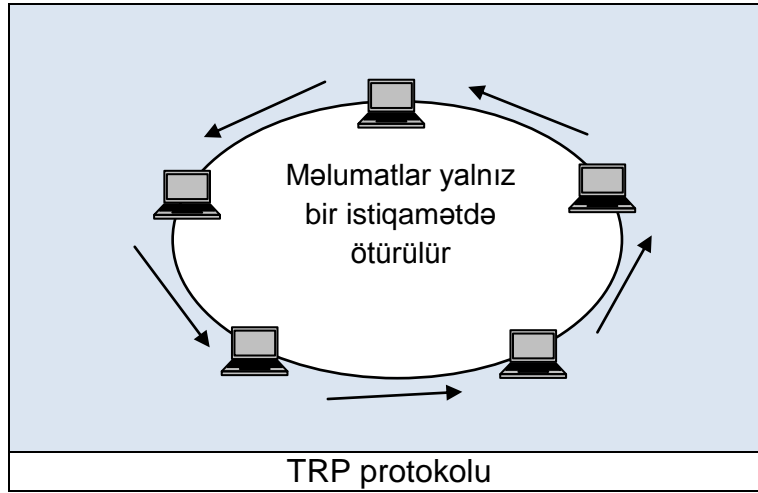 Məlumatlar yalnız
bir istiqamətdə
ötürülür
TRP protokolu